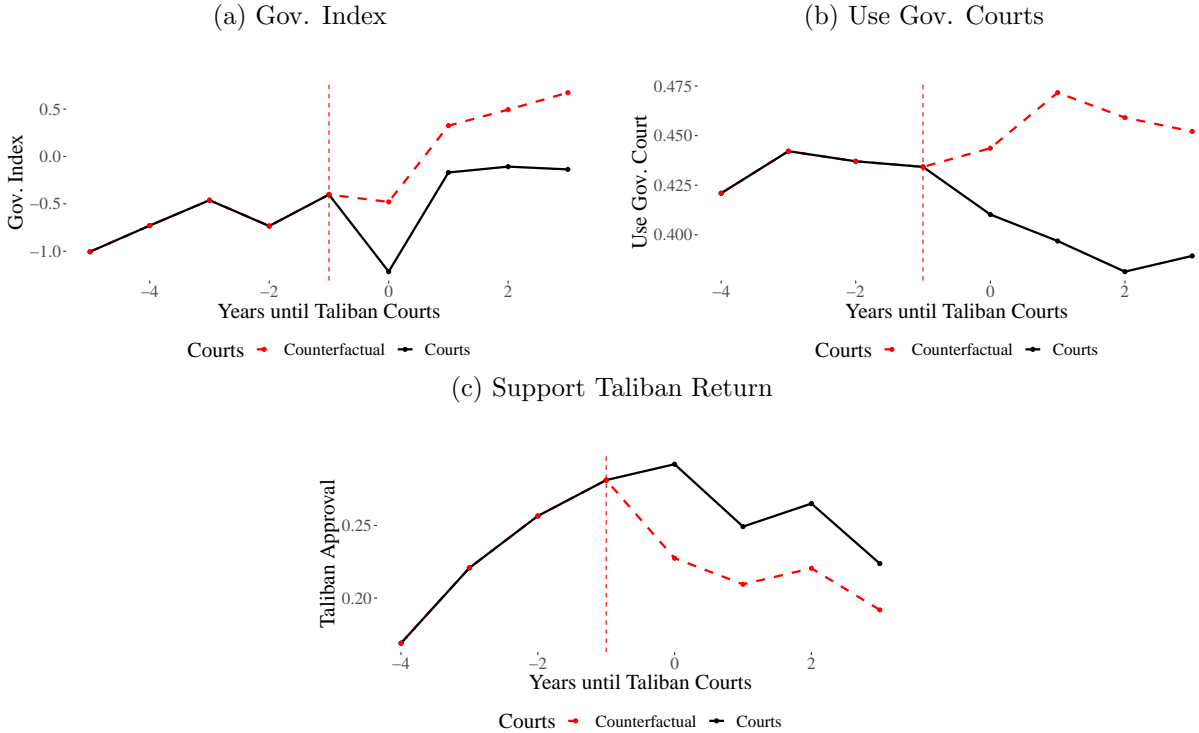 (a) Gov. Index
Gov. Index
0.5
0.0
−0.5
−1.0
−4 −2 0 2
Years until Taliban Courts
Courts Counterfactual Courts
(b) Use Gov. Courts
Use Gov. Court
0.475
0.450
0.425
0.400
−4 −2 0 2
Years until Taliban Courts
Courts Counterfactual Courts
(c) Support Taliban Return
Taliban Approval
0.25
0.20
−4 −2 0 2
Years until Taliban Courts
Courts Counterfactual Courts